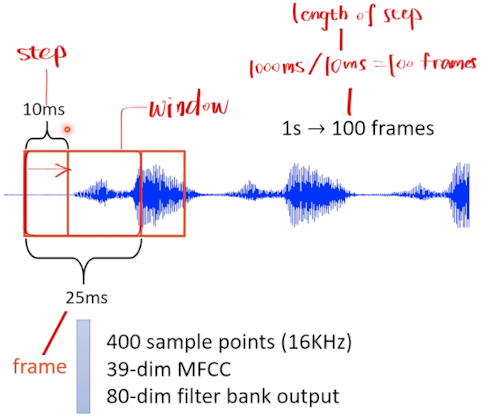 length of step
step
1000ms/10ms=100 frames
10ms
window
1s → 100 frames
25ms
frame
400 sample points (16KHz)
39-dim MFCC
80-dim filter bank output